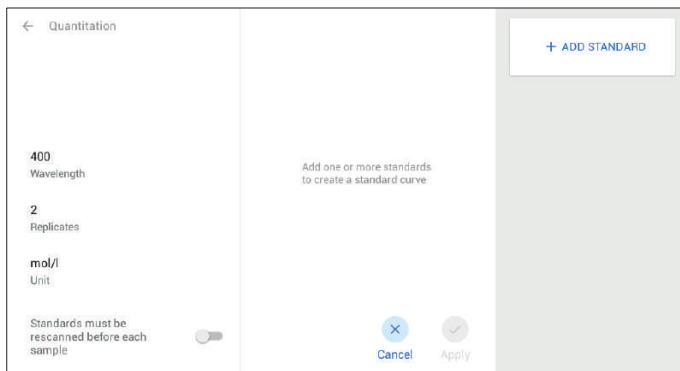 Quantitation
400
Wavelength
2
Replicates
mol/l
Unit
Standards must be
rescanned before each
sample
Add one or more standards
to create a standard curve
Cancel
Apply
+ ADD STANDARD